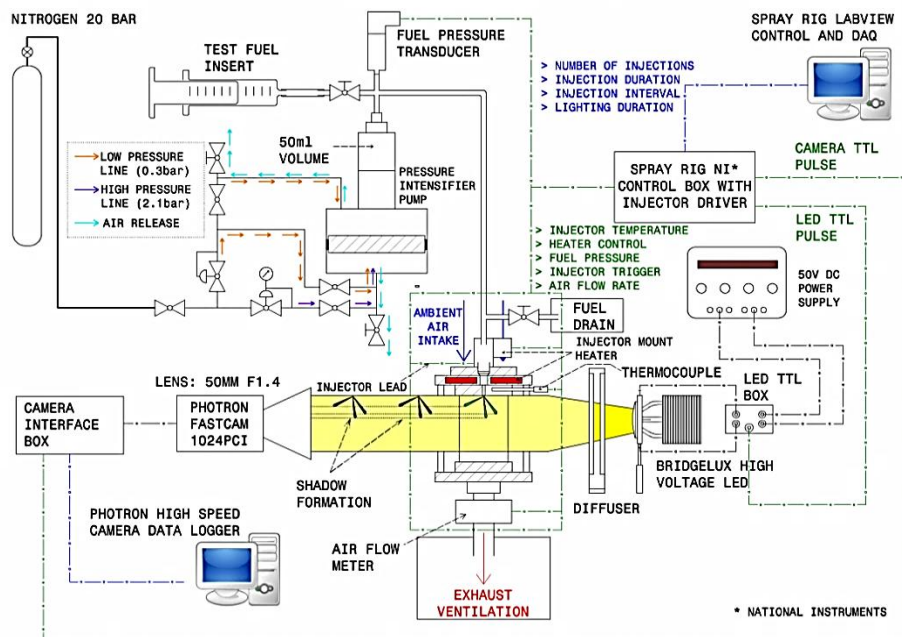 NITROGEN 20 BAR
TEST FUEL
INSERT
FUEL PRESSURE
TRANSDUCER
SPRAY RIG LABVIEW
CONTROL AND DAQ
> NUMBER OF INJECTIONS
> INJECTION DURATION
> INJECTION INTERVAL
> LIGHTING DURATION
50ml
VOLUME
LOW PRESSURE
LINE (0.3bar)
HIGH PRESSURE
LINE (2.1bar)
AIR RELEASE
PRESSURE
INTENSIFIER
PUMP
SPRAY RIG NI*
CONTROL BOX WITH
INJECTOR DRIVER
CAMERA TTL
PULSE
LED TTL
PULSE
> INJECTOR TEMPERATURE
> HEATER CONTROL
> FUEL PRESSURE
> INJECTOR TRIGGER
> AIR FLOW RATE
50V DC
POWER
SUPPLY
AMBIENT
AIR
INTAKE
FUEL
DRAIN
INJECTOR MOUNT
HEATER
THERMOCOUPLE
LENS: 50MM F1.4
INJECTOR LEAD
LED TTL
BOX
CAMERA
INTERFACE
BOX
PHOTRON
FASTCAM
1024PCI
SHADOW
FORMATION
BRIDGELUX HIGH
VOLTAGE LED
DIFFUSER
PHOTRON HIGH SPEED
CAMERA DATA LOGGER
AIR FLOW
METER
EXHAUST
VENTILATION
* NATIONAL INSTRUMENTS